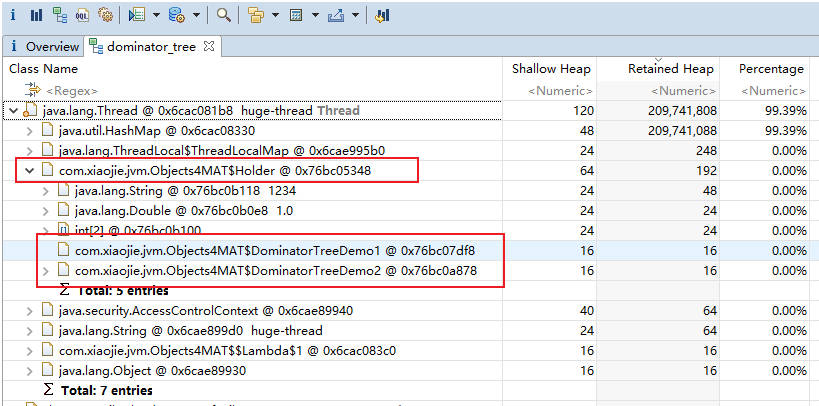 i OQL
i Overview dominator_tree
Class Name Shallow Heap Retained Heap Percentage
<Regex> <Numeric> <Numeric> <Numeric>
java.lang.Thread @ 0x6cac081b8 huge-thread Thread 120 209,741,808 99.39%
java.util.HashMap @ 0x6cac08330 48 209,741,088 99.39%
java.lang.ThreadLocal$ThreadLocalMap @ 0x6cae995b0 24 248 0.00%
com.xiaojie.jvm.Objects4MAT$Holder @ 0x76bc05348 64 192 0.00%
java.lang.String @ 0x76bc0b118 1234 24 48 0.00%
java.lang.Double @ 0x76bc0b0e8 1.0 24 24 0.00%
int[2] @ 0x76bc0b100 24 24 0.00%
com.xiaojie.jvm.Objects4MAT$DominatorTreeDemo1 @ 0x76bc07df8 16 16 0.00%
com.xiaojie.jvm.Objects4MAT$DominatorTreeDemo2 @ 0x76bc0a878 16 16 0.00%
Σ Total: 5 entries
java.security.AccessControlContext @ 0x6cae89940 40 64 0.00%
java.lang.String @ 0x6cae899d0 huge-thread 24 64 0.00%
com.xiaojie.jvm.Objects4MAT$$Lambda$1 @ 0x6cac083c0 16 16 0.00%
java.lang.Object @ 0x6cae89930 16 16 0.00%
Σ Total: 7 entries